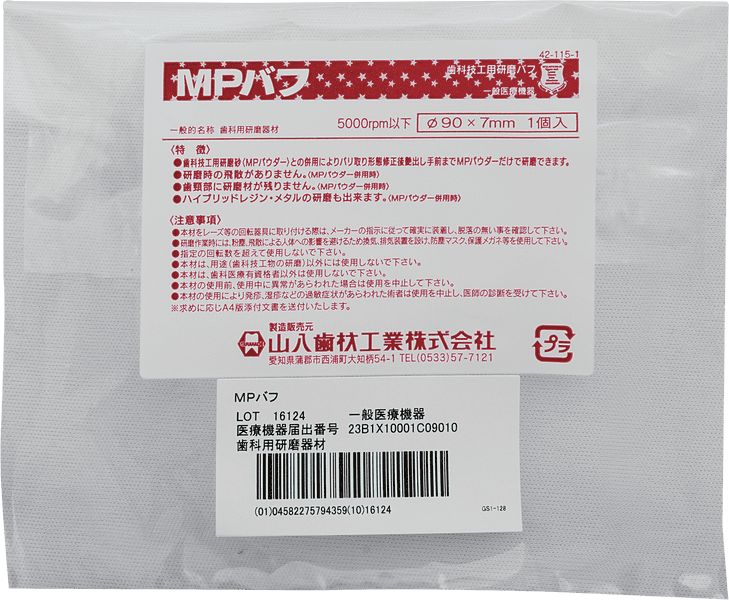 42-115-1
MPバフ
歯科技工用研磨バフ
一般医療機器
一般的名称 歯科用研磨器材
5000rpm以下 φ90×7mm 1個入
〈特 徴〉
●歯科技工用研磨砂(MPパウダー)との併用によりバリ取り形態修正後艶出し手前までMPパウダーだけで研磨できます。
●研磨時の飛散がありません。(MPパウダー併用時)
●歯頸部に研磨材が残りません。(MPパウダー併用時)
●ハイブリッドレジン・メタルの研磨も出来ます。(MPパウダー併用時)
〈注意事項〉
●本材をレーズ等の回転器具に取り付ける際は、メーカーの指示に従って確実に装着し、脱落の無い事を確認して下さい。
●研磨作業時には、粉塵、飛散による人体への影響を避けるため換気、排気装置を設け、防塵マスク、保護メガネ等を使用して下さい。
●指定の回転数を超えて使用しないで下さい。
●本材は、用途(歯科技工物の研磨)以外には使用しないで下さい。
●本材は、歯科医療有資格者以外は使用しないで下さい。
●本材の使用前、使用中に異常があらわれた場合は使用を中止して下さい。
●本材の使用により発疹、湿疹などの過敏症状があらわれた術者は使用を中止し、医師の診断を受けて下さい。
※求めに応じA4版添付文書を送付いたします。
製造販売元
山八歯材工業株式会社
愛知県蒲郡市西浦町大知柄54-1 TEL(0533)57-7121
プラ
MPバフ
LOT 16124 一般医療機器
医療機器届出番号 23B1X10001C09010
歯科用研磨器材
(01)04582275794359(10)16124
GS1-128